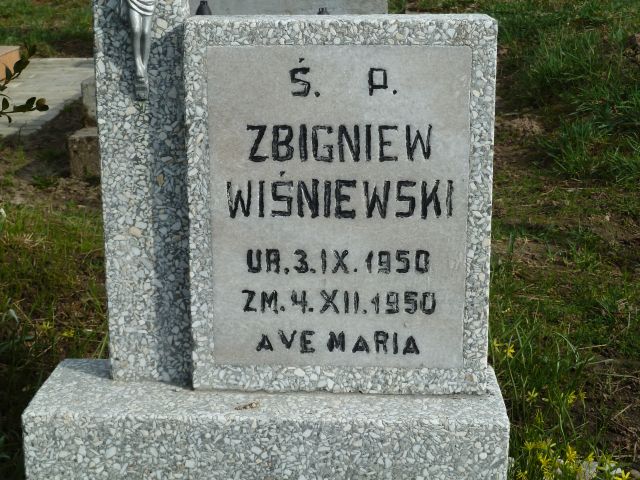 Ś. P.
ZBIGNIEW
WIŚNIEWSKI
UR. 3. IX. 1950
ZM. 4. XII. 1950
AVE MARIA